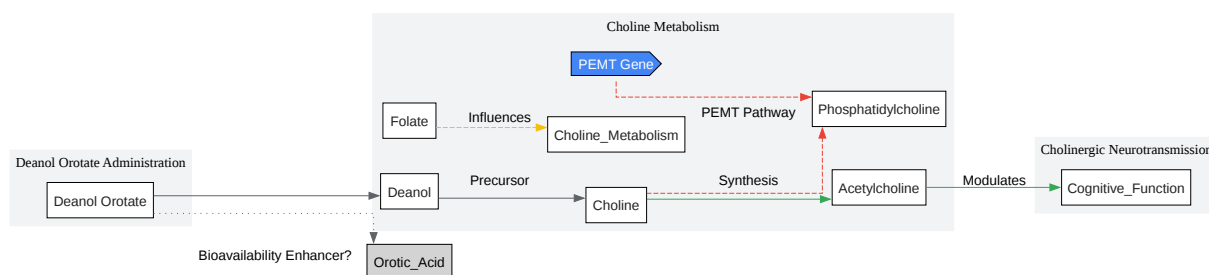 Choline Metabolism
PEMT Gene
PEMT Pathway
Phosphatidylcholine
Folate
Influences
Choline_Metabolism
Deanol Orotate Administration
Deanol Orotate
Deanol
Precursor
Choline
Synthesis
Acetylcholine
Modulates
Cholinergic Neurotransmission
Cognitive_Function
Bioavailability Enhancer?
Orotic_Acid